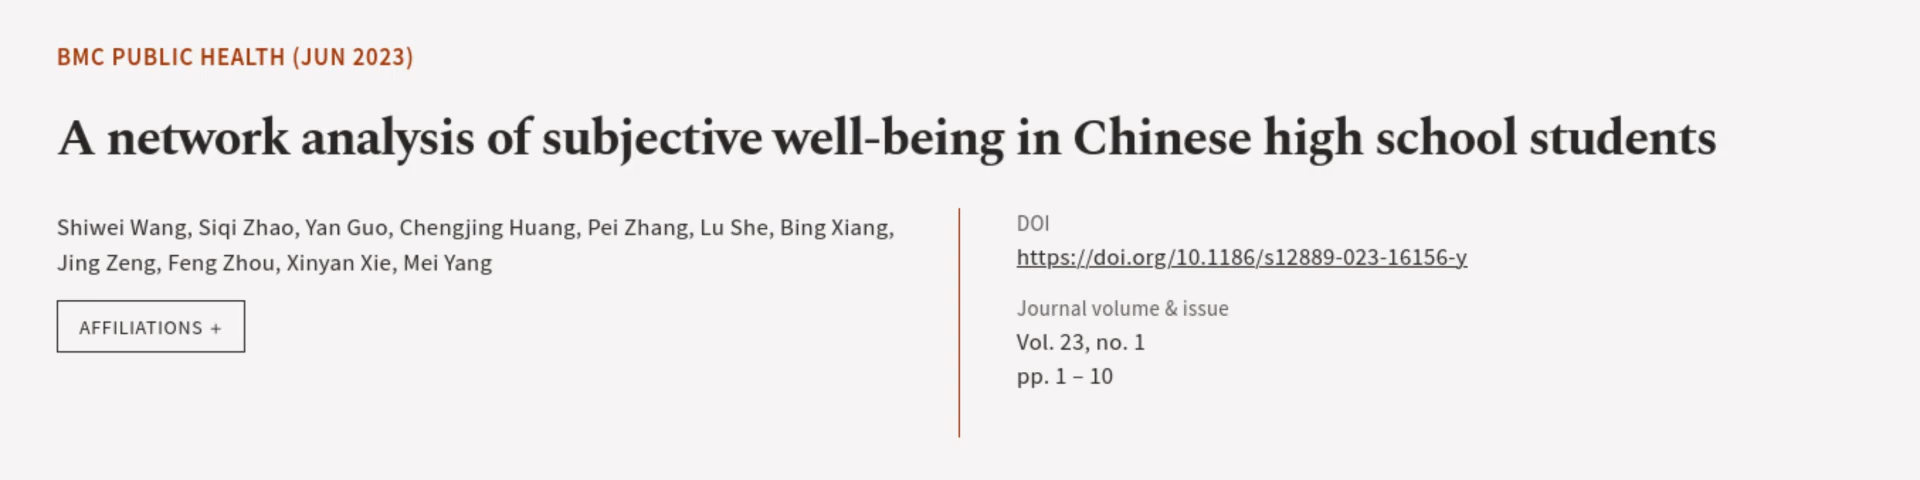 BMC PUBLIC HEALTH (JUN 2023)
A network analysis of subjective well-being in Chinese high school students
Shiwei Wang, Siqi Zhao, Yan Guo, Chengjing Huang, Pei Zhang, Lu She, Bing Xiang,
Jing Zeng, Feng Zhou, Xinyan Xie, Mei Yang
AFFILIATIONS +
DOI
https://doi.org/10.1186/s12889-023-16156-y
Journal volume & issue
Vol. 23, no. 1
pp. 1 – 10